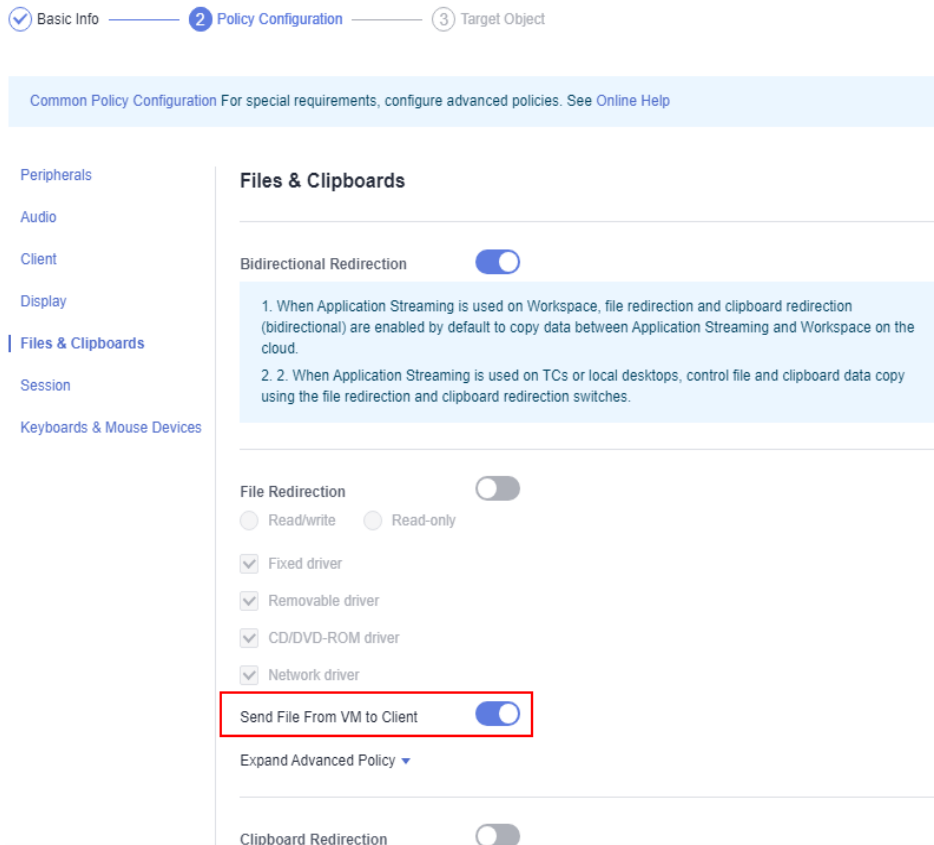 Basic Info 2 Policy Configuration 3 Target Object
Common Policy Configuration For special requirements, configure advanced policies. See Online Help
Peripherals
Audio
Client
Display
Files & Clipboards
Session
Keyboards & Mouse Devices
Files & Clipboards
Bidirectional Redirection
1. When Application Streaming is used on Workspace, file redirection and clipboard redirection
(bidirectional) are enabled by default to copy data between Application Streaming and Workspace on the
cloud.
2. 2. When Application Streaming is used on TCs or local desktops, control file and clipboard data copy
using the file redirection and clipboard redirection switches.
File Redirection
Read/write Read-only
Fixed driver
Removable driver
CD/DVD-ROM driver
Network driver
Send File From VM to Client
Expand Advanced Policy
Clipboard Redirection